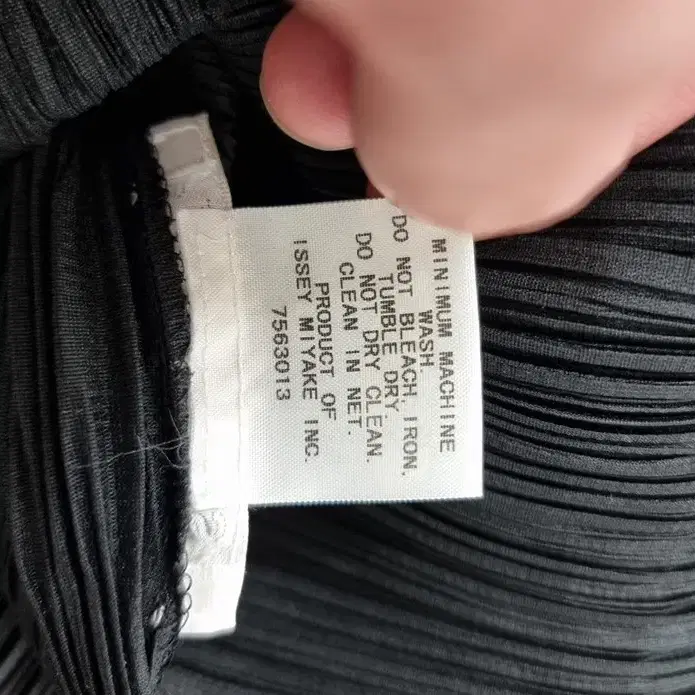 MINIMUM MACHINE
WASH.
DO NOT BLEACH, IRON,
TUMBLE DRY.
DO NOT DRY CLEAN.
CLEAN IN NET.
PRODUCT OF
ISSEY MIYAKE INC.
7563013